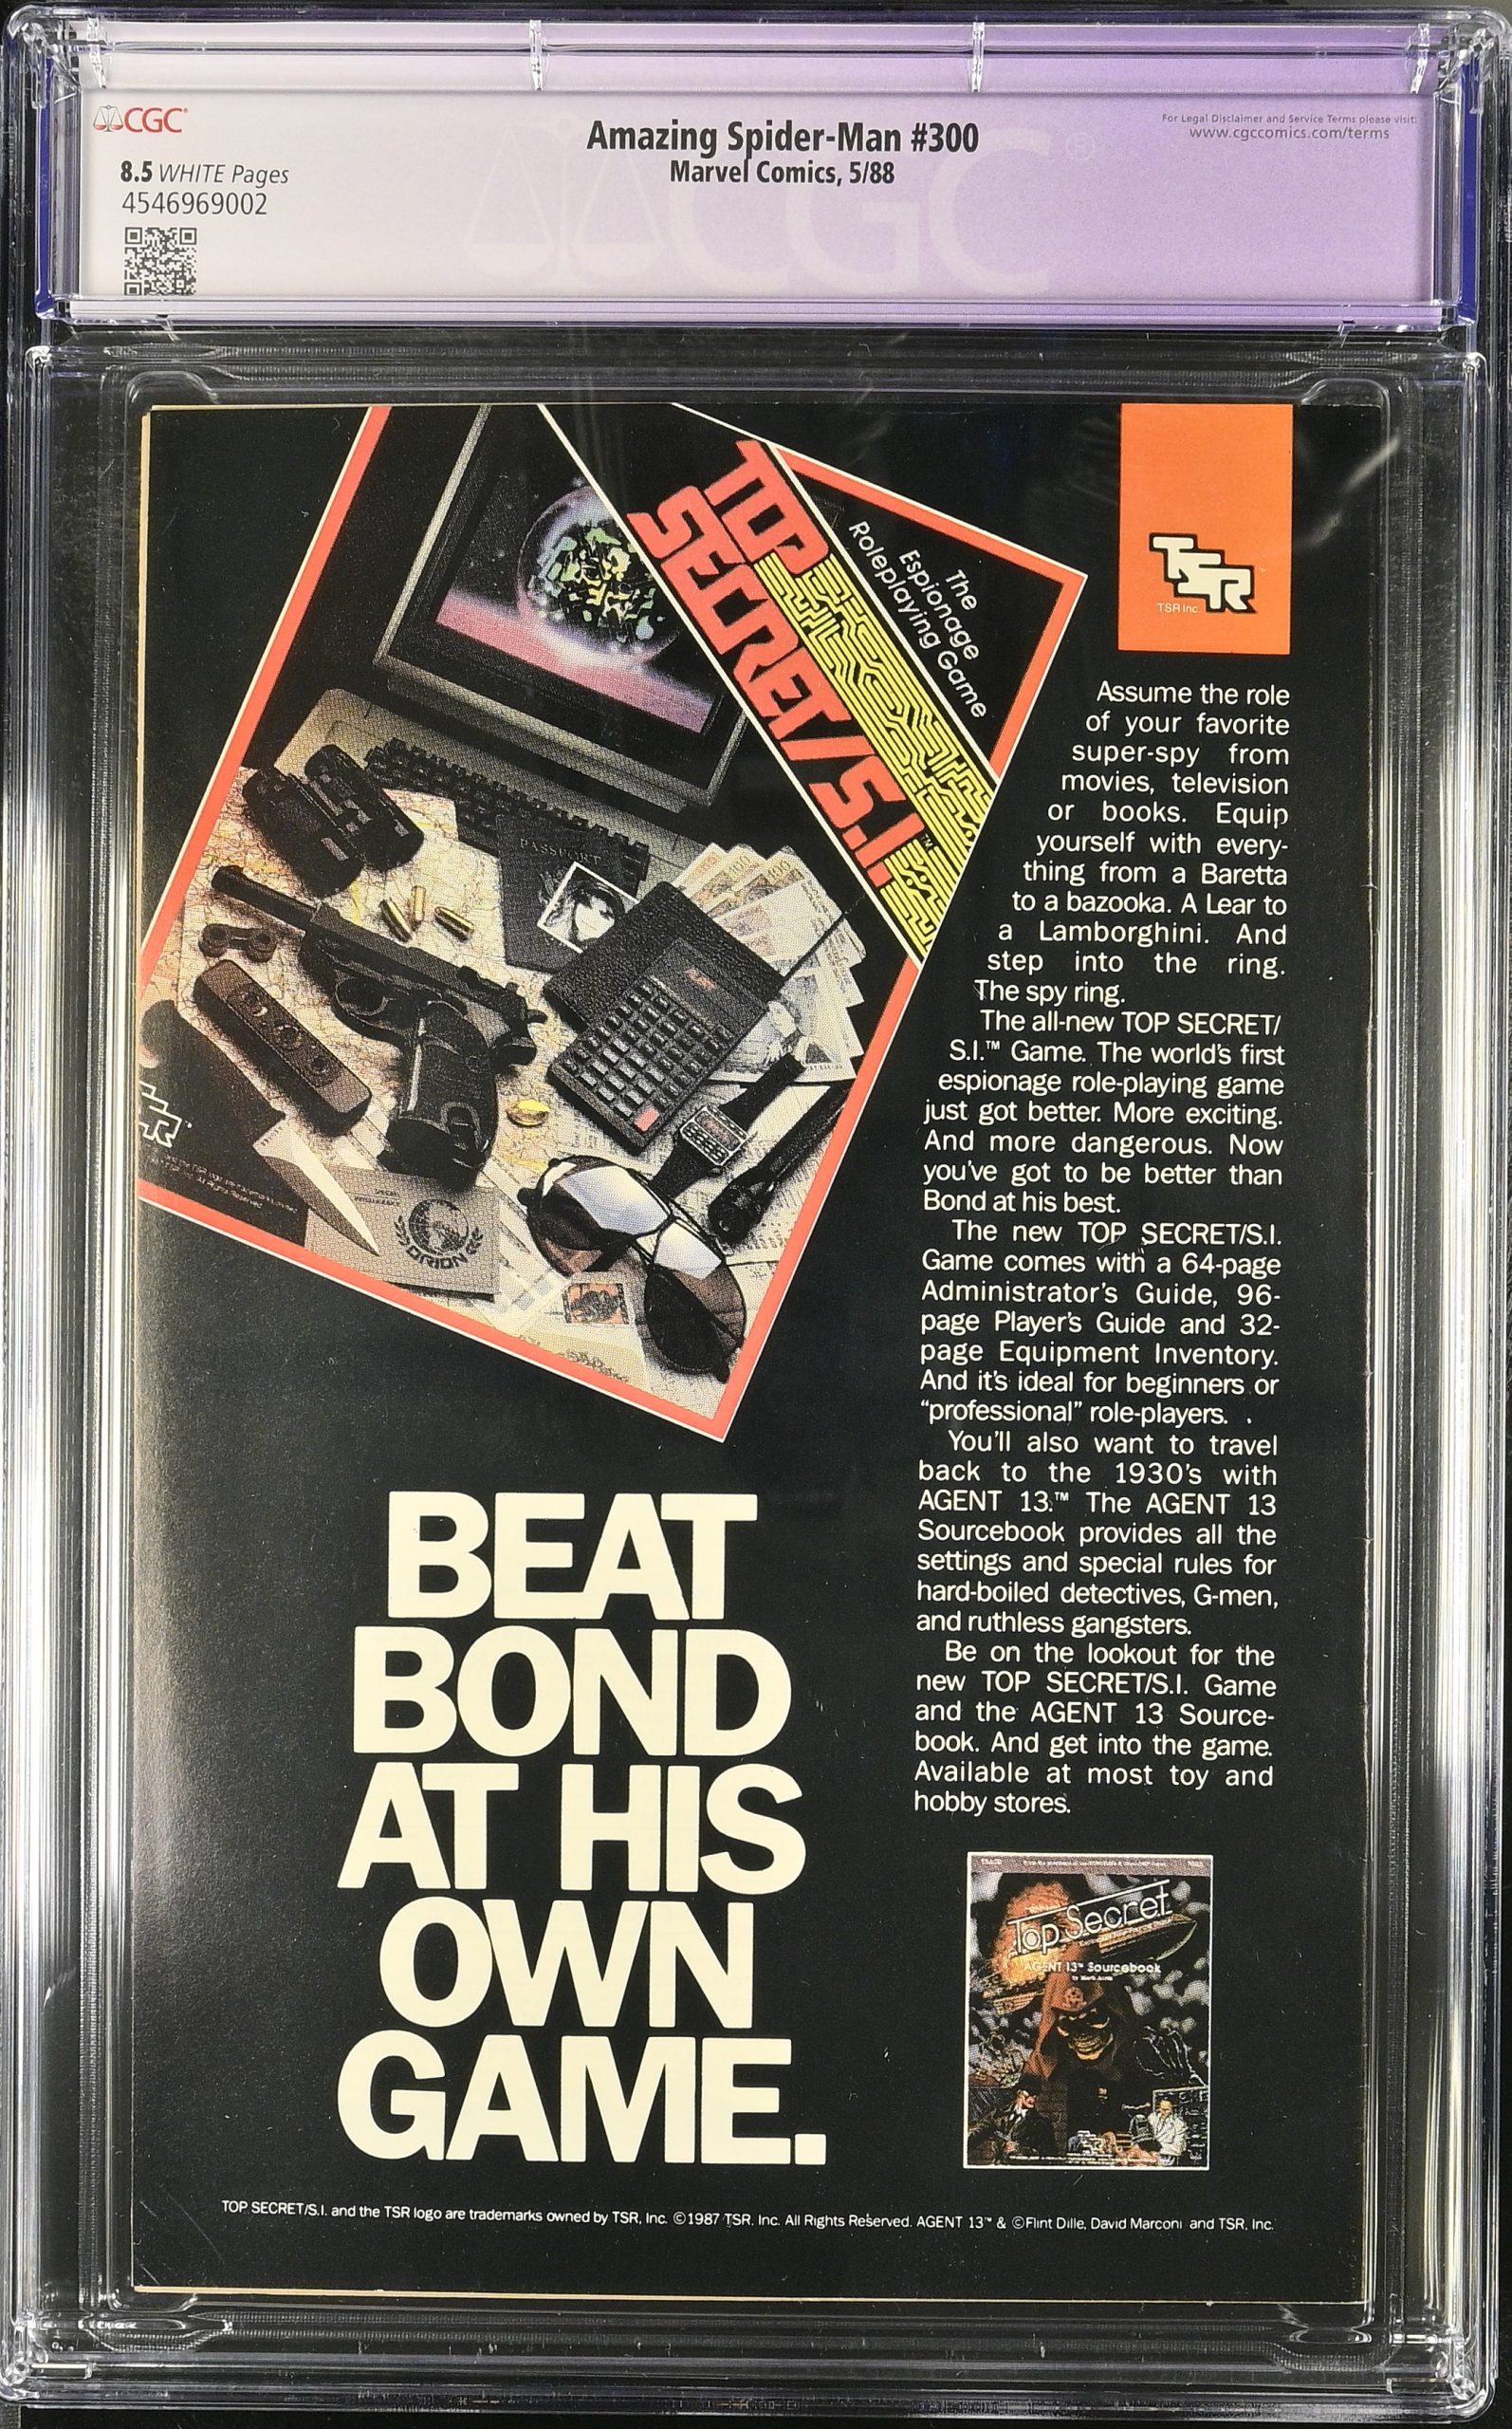 CGC
8.5 WHITE Pages
4546969002
Amazing Spider-Man #300
Marvel Comics, 5/88
For Legal Disclaimer and Service Terms please visit:
www.cgccomics.com/terms
CGC
TOP
SECRET/S.I.™
The
Espionage
Roleplaying Game
PASSPORT
ORION
TSR
TSR Inc.
Assume the role
of your favorite
super-spy from
movies, television
or books. Equip
yourself with every-
thing from a Baretta
to a bazooka. A Lear to
a Lamborghini. And
step into the ring.
The spy ring.
The all-new TOP SECRET/
S.I.™ Game. The world's first
espionage role-playing game
just got better. More exciting.
And more dangerous. Now
you've got to be better than
Bond at his best.
The new TOP SECRET/S.I.
Game comes with a 64-page
Administrator's Guide, 96-
page Player's Guide and 32-
page Equipment Inventory.
And it's ideal for beginners or
"professional" role-players.
You'll also want to travel
back to the 1930's with
AGENT 13.™ The AGENT 13
Sourcebook provides all the
settings and special rules for
hard-boiled detectives, G-men,
and ruthless gangsters.
Be on the lookout for the
new TOP SECRET/S.I. Game
and the AGENT 13 Source-
book. And get into the game.
Available at most toy and
hobby stores.
BEAT
BOND
AT HIS
OWN
GAME.
Top Secret
AGENT 13™ Sourcebook
TOP SECRET/S.I. and the TSR logo are trademarks owned by TSR, Inc. ©1987 TSR, Inc. All Rights Reserved. AGENT 13™ & ©Flint Dille, David Marconi and TSR, Inc.